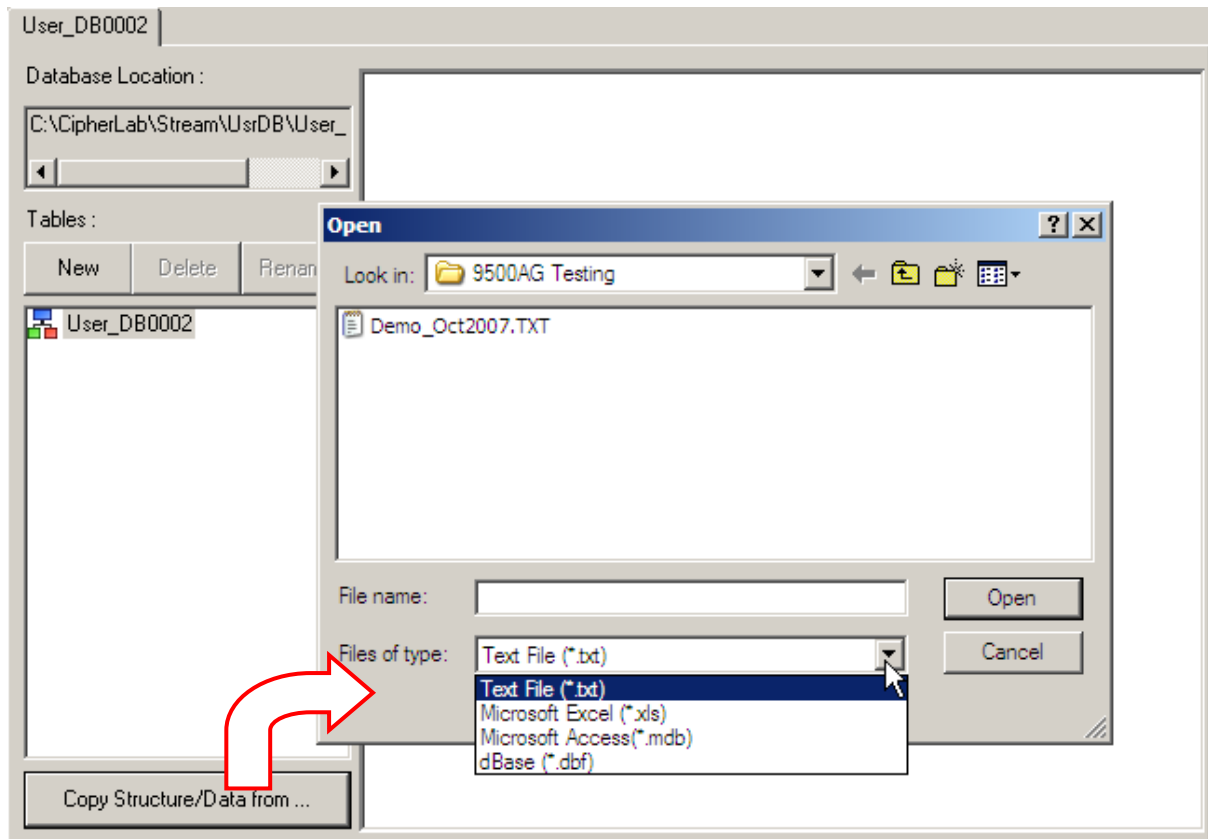 User_DB0002
Database Location :
C:\CipherLab\Stream\UsrDB\User_
Tables :
New Delete Renan
User_DB0002
Open
Look in: 9500AG Testing
Demo_Oct2007.TXT
File name:
Open
Files of type: Text File (*.txt)
Cancel
Text File (*.txt)
Microsoft Excel (*.xls)
Microsoft Access(*.mdb)
dBase (*.dbf)
Copy Structure/Data from ...